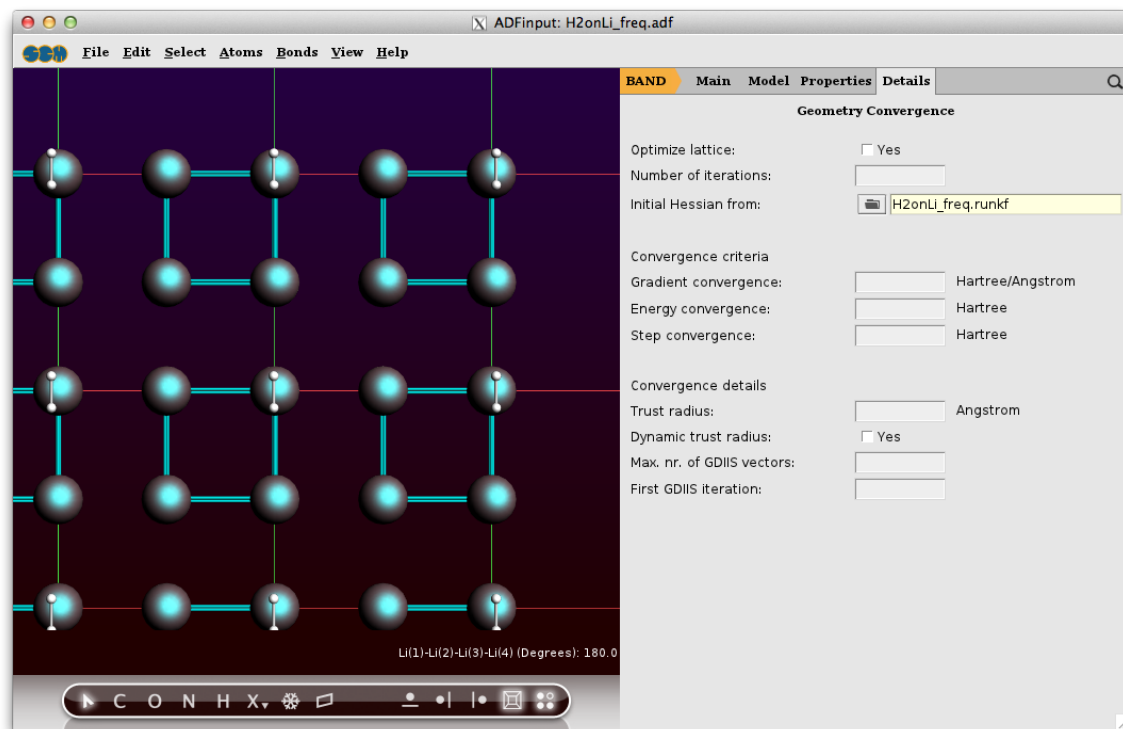 X ADFinput: H2onLi_freq.adf
SCM File Edit Select Atoms Bonds View Help
BAND Main Model Properties Details
Geometry Convergence
Optimize lattice: Yes
Number of iterations:
Initial Hessian from: H2onLi_freq.runkf
Convergence criteria
Gradient convergence: Hartree/Angstrom
Energy convergence: Hartree
Step convergence: Hartree
Convergence details
Trust radius: Angstrom
Dynamic trust radius: Yes
Max. nr. of GDIIS vectors:
First GDIIS iteration:
Li(1)-Li(2)-Li(3)-Li(4) (Degrees): 180.0
C O N H X